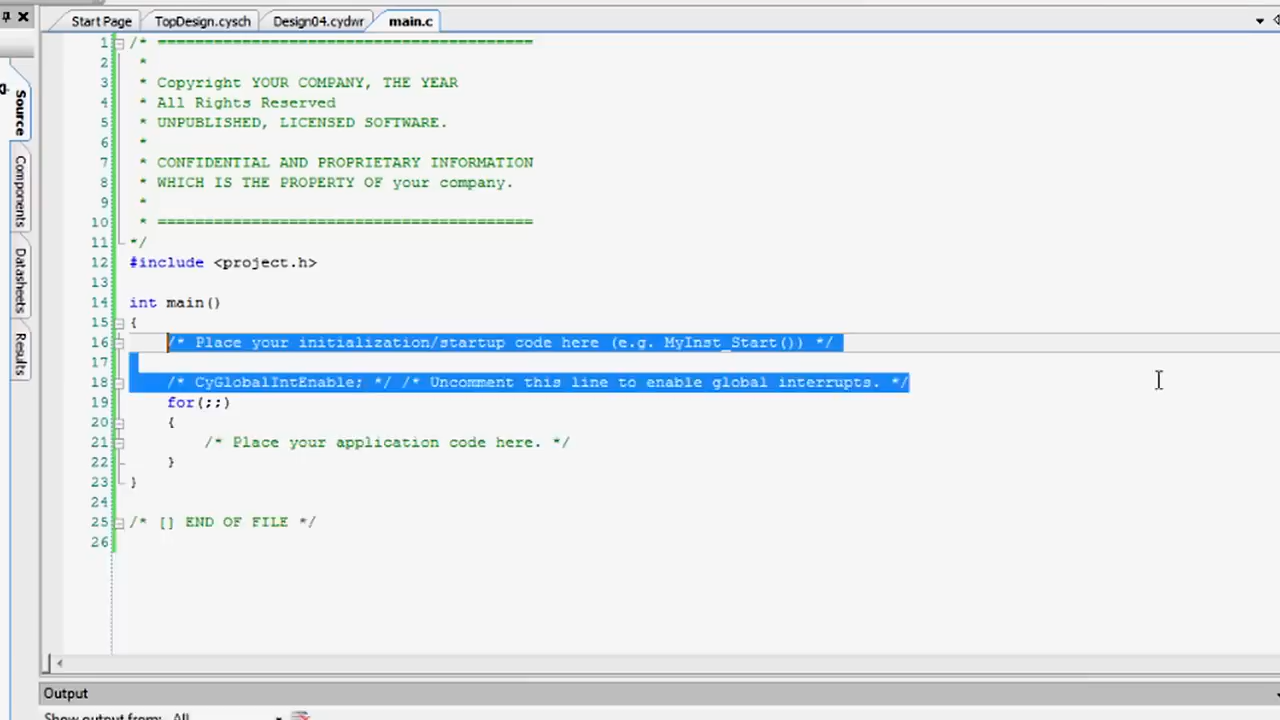 Start Page TopDesign.cysch Design04.cydwr main.c
Source
Components
Datasheets
Results
1 /* ========================================
2  *
3  * Copyright YOUR COMPANY, THE YEAR
4  * All Rights Reserved
5  * UNPUBLISHED, LICENSED SOFTWARE.
6  *
7  * CONFIDENTIAL AND PROPRIETARY INFORMATION
8  * WHICH IS THE PROPERTY OF your company.
9  *
10  * ========================================
11 */
12 #include <project.h>
13
14 int main()
15 {
16     /* Place your initialization/startup code here (e.g. MyInst_Start()) */
17
18     /* CyGlobalIntEnable; */ /* Uncomment this line to enable global interrupts. */
19     for(;;)
20     {
21         /* Place your application code here. */
22     }
23 }
24
25 /* [] END OF FILE */
26
Output
Show output from: All